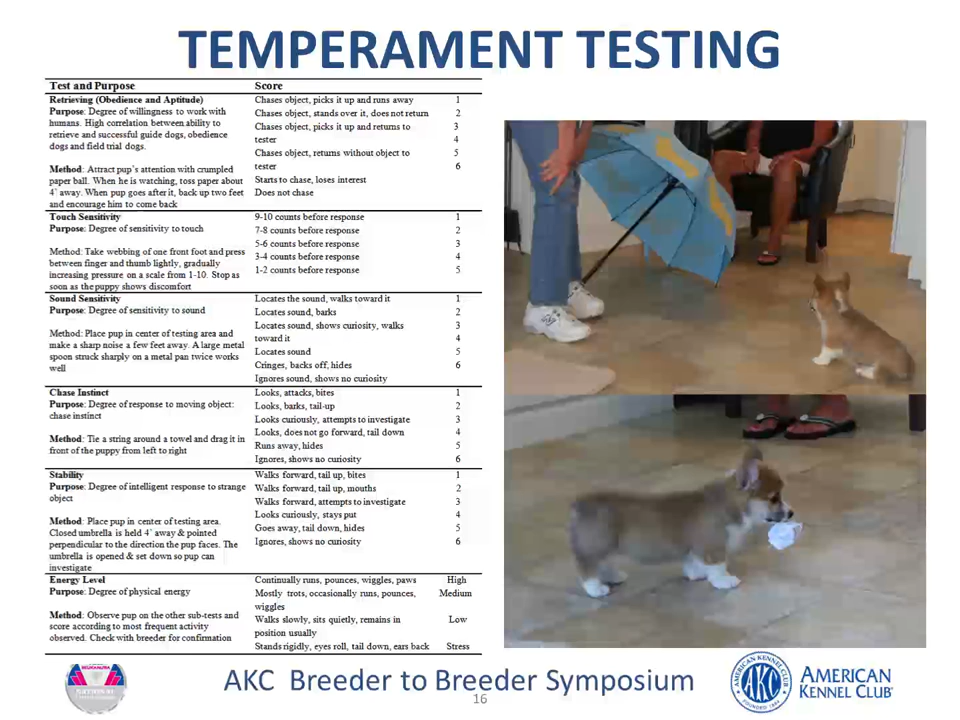 TEMPERAMENT TESTING
Test and Purpose Score
Retrieving (Obedience and Aptitude)
Purpose: Degree of willingness to work with
humans. High correlation between ability to
retrieve and successful guide dogs, obedience
dogs and field trial dogs.
Method: Attract pup's attention with crumpled
paper ball. When he is watching, toss paper about
4' away. When pup goes after it, back up two feet
and encourage him to come back
Chases object, picks it up and runs away 1
Chases object, stands over it, does not return 2
Chases object, picks it up and returns to 3
tester 4
Chases object, returns without object to 5
tester 6
Starts to chase, loses interest
Does not chase
Touch Sensitivity
Purpose: Degree of sensitivity to touch
Method: Take webbing of one front foot and press
between finger and thumb lightly, gradually
increasing pressure on a scale from 1-10. Stop as
soon as the puppy shows discomfort
9-10 counts before response 1
7-8 counts before response 2
5-6 counts before response 3
3-4 counts before response 4
1-2 counts before response 5
Sound Sensitivity
Purpose: Degree of sensitivity to sound
Method: Place pup in center of testing area and
make a sharp noise a few feet away. A large metal
spoon struck sharply on a metal pan twice works
well
Locates the sound, walks toward it 1
Locates sound, barks 2
Locates sound, shows curiosity, walks 3
toward it 4
Locates sound 5
Cringes, backs off, hides 6
Ignores sound, shows no curiosity
Chase Instinct
Purpose: Degree of response to moving object:
chase instinct
Method: Tie a string around a towel and drag it in
front of the puppy from left to right
Looks, attacks, bites 1
Looks, barks, tail-up 2
Looks curiously, attempts to investigate 3
Looks, does not go forward, tail down 4
Runs away, hides 5
Ignores, shows no curiosity 6
Stability
Purpose: Degree of intelligent response to strange
object
Method: Place pup in center of testing area.
Closed umbrella is held 4' away & pointed
perpendicular to the direction the pup faces. The
umbrella is opened & set down so pup can
investigate
Walks forward, tail up, bites 1
Walks forward, tail up, mouths 2
Walks forward, attempts to investigate 3
Looks curiously, stays put 4
Goes away, tail down, hides 5
Ignores, shows no curiosity 6
Energy Level
Purpose: Degree of physical energy
Method: Observe pup on the other sub-tests and
score according to most frequent activity
observed. Check with breeder for confirmation
Continually runs, pounces, wiggles, paws High
Mostly trots, occasionally runs, pounces, Medium
wiggles
Walks slowly, sits quietly, remains in Low
position usually
Stands rigidly, eyes roll, tail down, ears back Stress
AKC Breeder to Breeder Symposium
16
AMERICAN KENNEL CLUB
AKC
FOUNDED 1884
AMERICAN
KENNEL CLUB